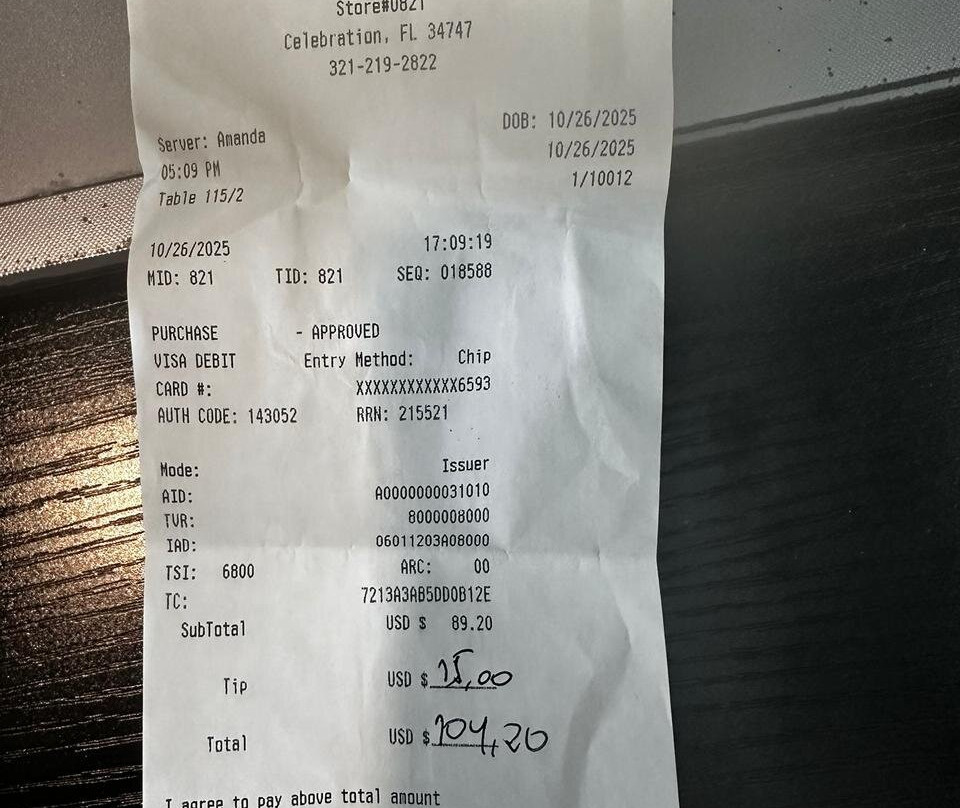 Store#0821
Celebration, FL 34747
321-219-2822
DOB: 10/26/2025
Server: Amanda 10/26/2025
05:09 PM 1/10012
Table 115/2
10/26/2025 17:09:19
MID: 821 TID: 821 SEQ: 018588
PURCHASE - APPROVED
VISA DEBIT Entry Method: Chip
CARD #: XXXXXXXXXXXX6593
AUTH CODE: 143052 RRN: 215521
Mode: Issuer
AID: A0000000031010
TVR: 8000008000
IAD: 06011203A08000
TSI: 6800 ARC: 00
TC: 7213A3AB5DD0B12E
SubTotal USD $ 89.20
Tip USD $ 15,00
Total USD $ 104,20
I agree to pay above total amount